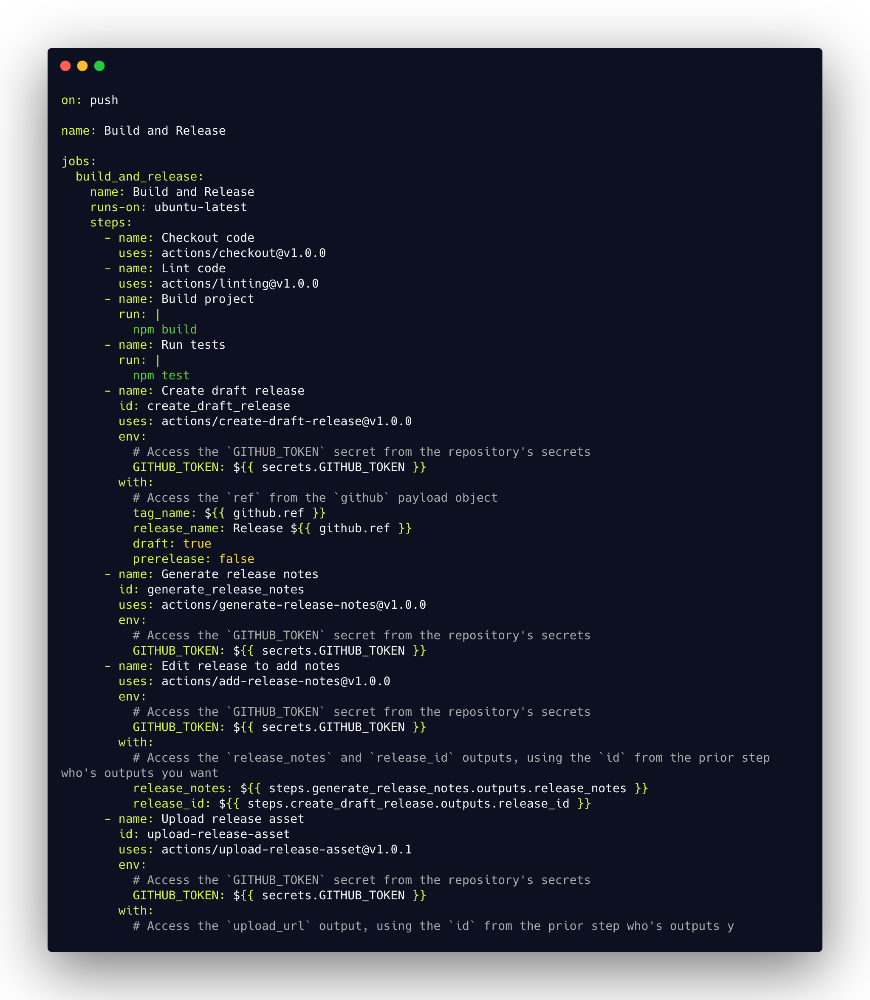 on: push

name: Build and Release

jobs:
  build_and_release:
    name: Build and Release
    runs-on: ubuntu-latest
    steps:
      - name: Checkout code
        uses: actions/checkout@v1.0.0
      - name: Lint code
        uses: actions/linting@v1.0.0
      - name: Build project
        run: |
          npm build
      - name: Run tests
        run: |
          npm test
      - name: Create draft release
        id: create_draft_release
        uses: actions/create-draft-release@v1.0.0
        env:
          # Access the `GITHUB_TOKEN` secret from the repository's secrets
          GITHUB_TOKEN: ${{ secrets.GITHUB_TOKEN }}
        with:
          # Access the `ref` from the `github` payload object
          tag_name: ${{ github.ref }}
          release_name: Release ${{ github.ref }}
          draft: true
          prerelease: false
      - name: Generate release notes
        id: generate_release_notes
        uses: actions/generate-release-notes@v1.0.0
        env:
          # Access the `GITHUB_TOKEN` secret from the repository's secrets
          GITHUB_TOKEN: ${{ secrets.GITHUB_TOKEN }}
      - name: Edit release to add notes
        uses: actions/add-release-notes@v1.0.0
        env:
          # Access the `GITHUB_TOKEN` secret from the repository's secrets
          GITHUB_TOKEN: ${{ secrets.GITHUB_TOKEN }}
        with:
          # Access the `release_notes` and `release_id` outputs, using the `id` from the prior step
who's outputs you want
          release_notes: ${{ steps.generate_release_notes.outputs.release_notes }}
          release_id: ${{ steps.create_draft_release.outputs.release_id }}
      - name: Upload release asset
        id: upload-release-asset
        uses: actions/upload-release-asset@v1.0.1
        env:
          # Access the `GITHUB_TOKEN` secret from the repository's secrets
          GITHUB_TOKEN: ${{ secrets.GITHUB_TOKEN }}
        with:
          # Access the `upload_url` output, using the `id` from the prior step who's outputs y